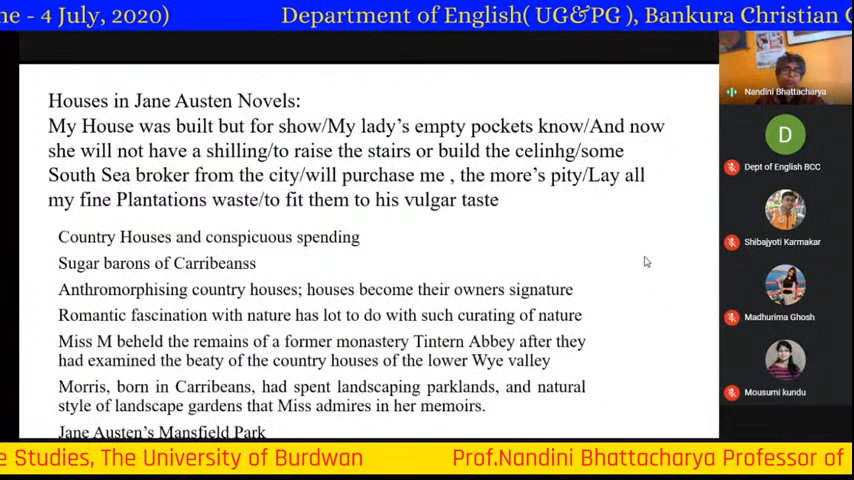 ne - 4 July, 2020) Department of English( UG&PG ), Bankura Christian C
Houses in Jane Austen Novels:
My House was built but for show/My lady's empty pockets know/And now
she will not have a shilling/to raise the stairs or build the celinhg/some
South Sea broker from the city/will purchase me , the more's pity/Lay all
my fine Plantations waste/to fit them to his vulgar taste
Country Houses and conspicuous spending
Sugar barons of Carribeanss
Anthromorphising country houses; houses become their owners signature
Romantic fascination with nature has lot to do with such curating of nature
Miss M beheld the remains of a former monastery Tintern Abbey after they
had examined the beaty of the country houses of the lower Wye valley
Morris, born in Carribeans, had spent landscaping parklands, and natural
style of landscape gardens that Miss admires in her memoirs.
Jane Austen's Mansfield Park
Nandini Bhattacharya
D
Dept of English BCC
Shibajyoti Karmakar
Madhurima Ghosh
Mousumi kundu
e Studies, The University of Burdwan Prof.Nandini Bhattacharya Professor of